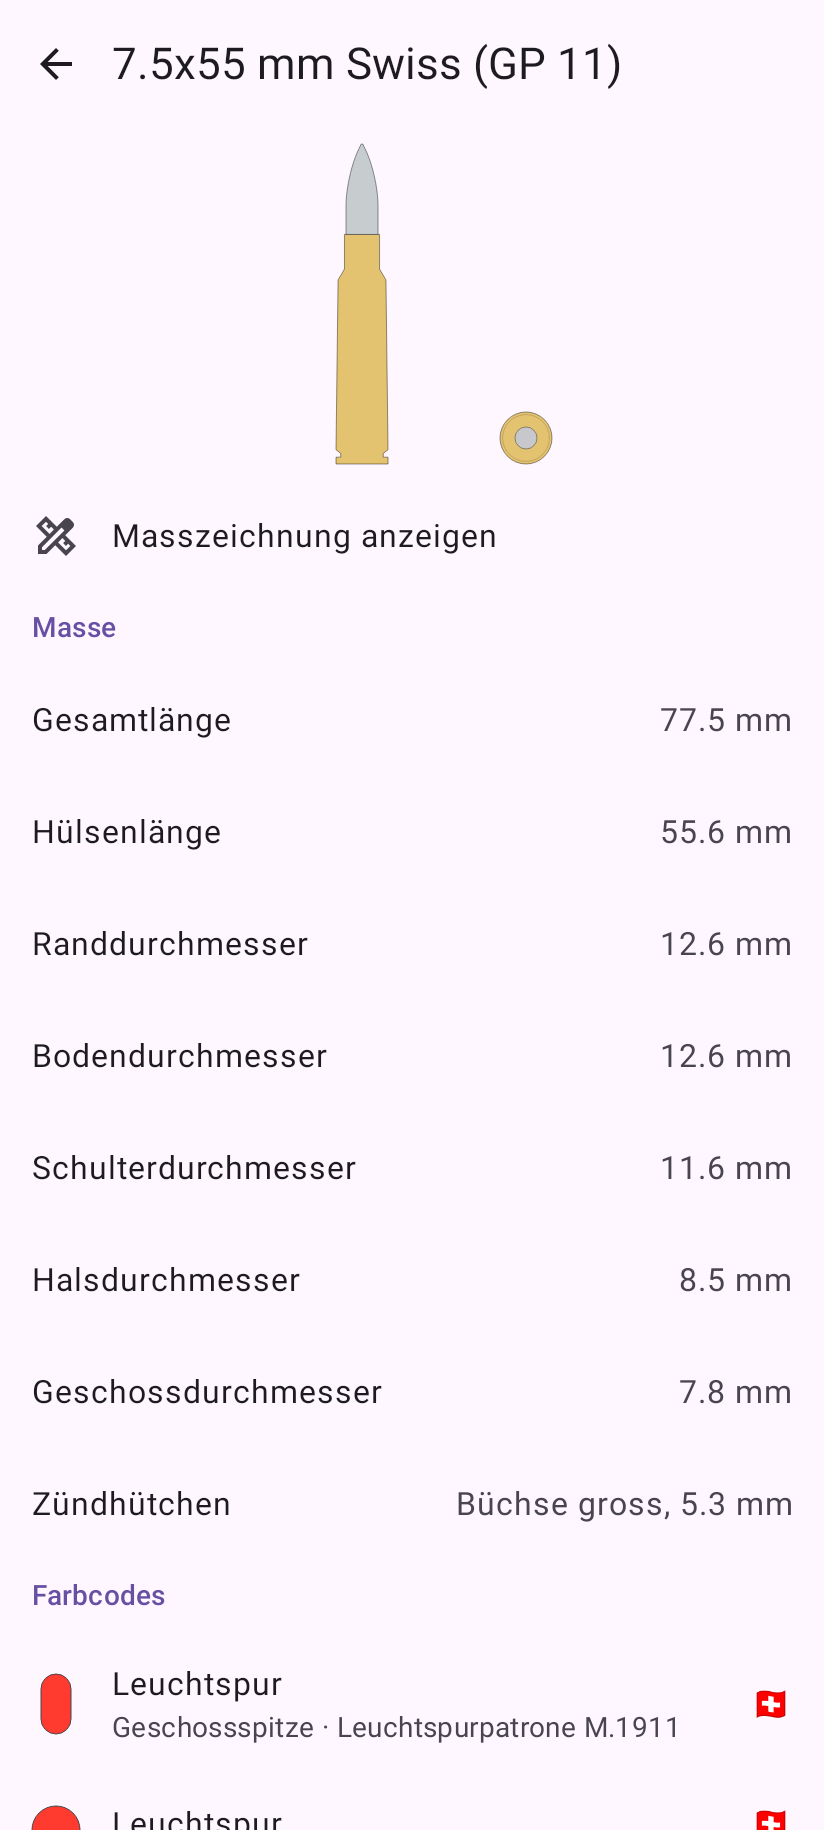 7.5x55 mm Swiss (GP 11)
Masszeichnung anzeigen
Masse
Gesamtlänge 77.5 mm
Hülsenlänge 55.6 mm
Randdurchmesser 12.6 mm
Bodendurchmesser 12.6 mm
Schulterdurchmesser 11.6 mm
Halsdurchmesser 8.5 mm
Geschossdurchmesser 7.8 mm
Zündhütchen Büchse gross, 5.3 mm
Farbcodes
Leuchtspur
Geschossspitze · Leuchtspurpatrone M.1911
Leuchtspur